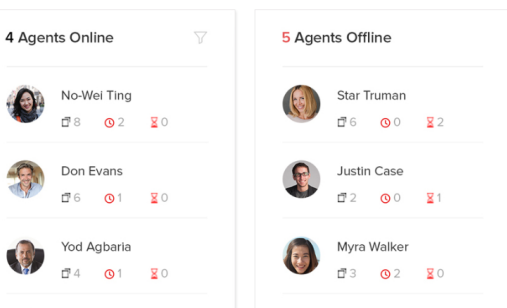 4 Agents Online
No-Wei Ting
8 2 0
Don Evans
6 1 0
Yod Agbaria
4 1 0
5 Agents Offline
Star Truman
6 0 2
Justin Case
2 0 1
Myra Walker
3 2 0